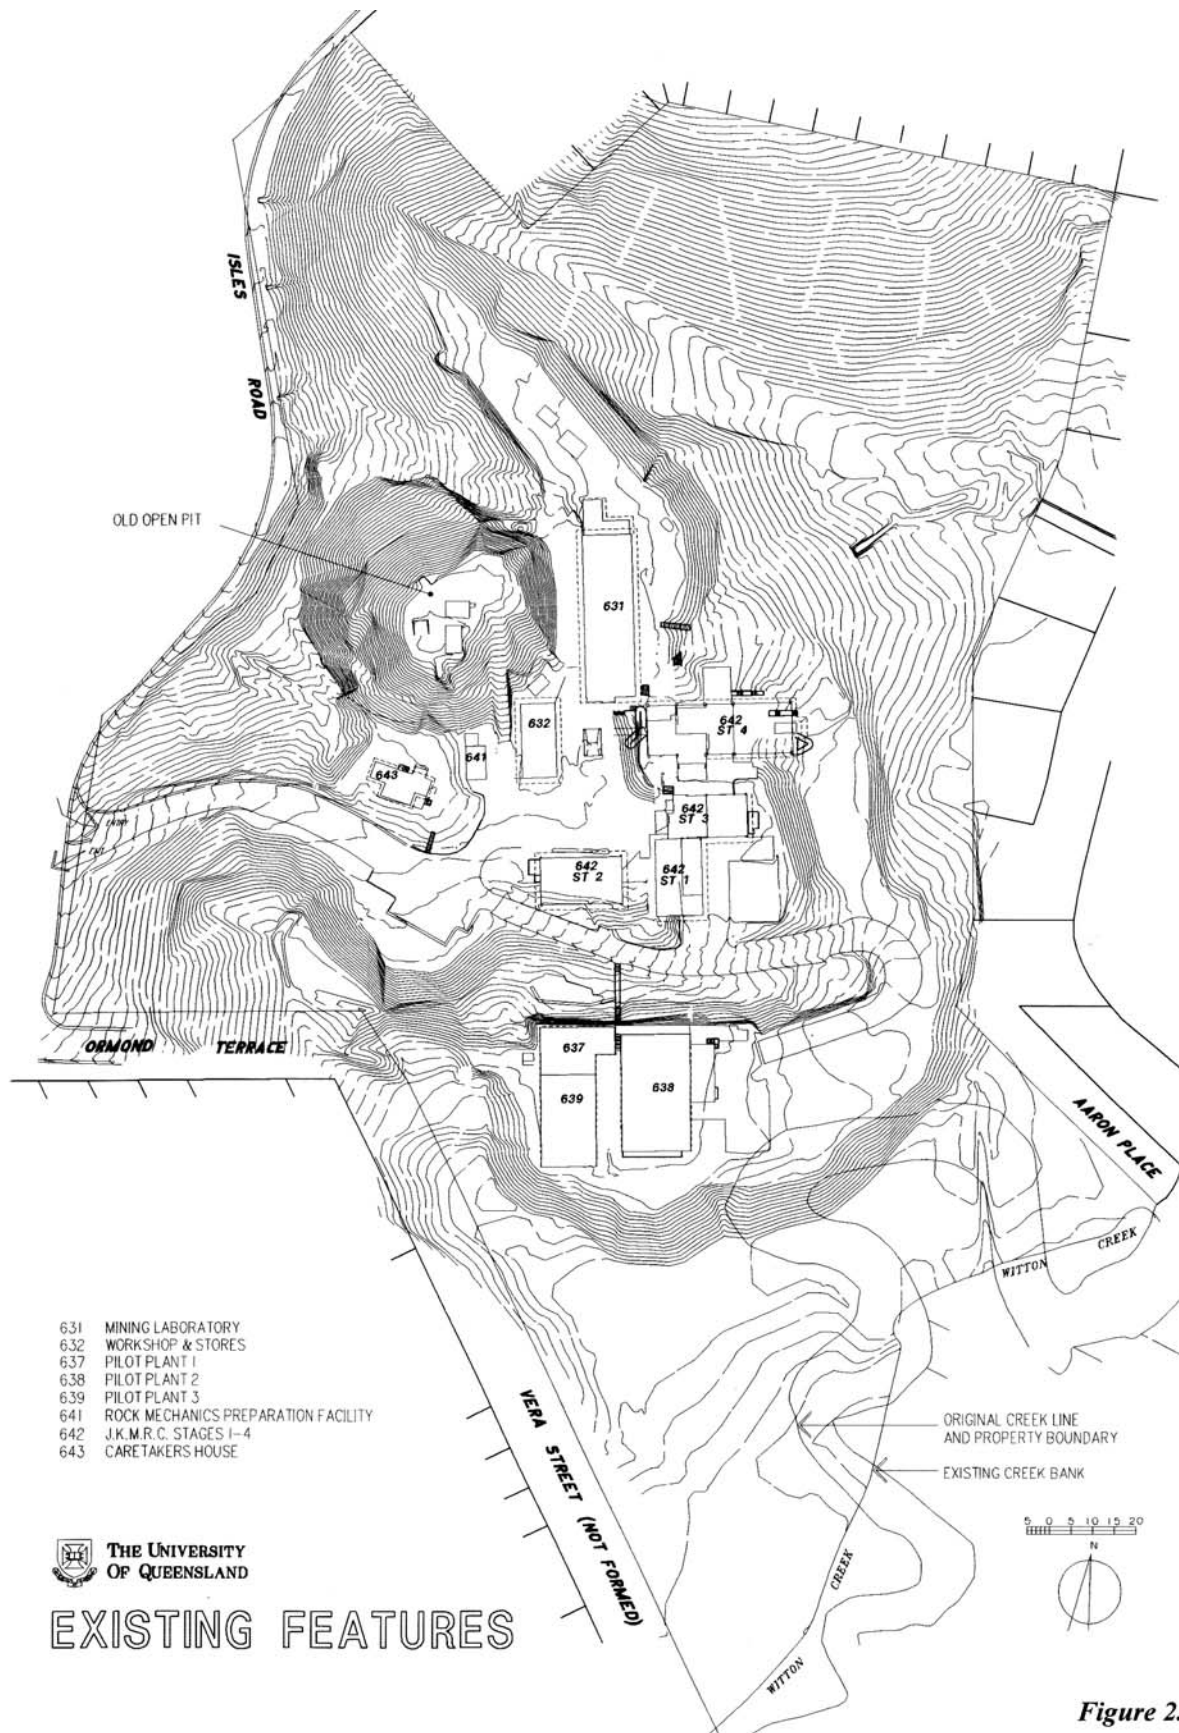 ISLES
ROAD
OLD OPEN PIT
631
632
641
643
642
ST 4
642
ST 3
642
ST 2
642
ST 1
ENTRY
EXIT
ORMOND TERRACE
637
639
638
AARON PLACE
WITTON CREEK
631 MINING LABORATORY
632 WORKSHOP & STORES
637 PILOT PLANT 1
638 PILOT PLANT 2
639 PILOT PLANT 3
641 ROCK MECHANICS PREPARATION FACILITY
642 J.K.M.R.C. STAGES 1-4
643 CARETAKERS HOUSE
VERA STREET (NOT FORMED)
ORIGINAL CREEK LINE
AND PROPERTY BOUNDARY
EXISTING CREEK BANK
5 0 5 10 15 20
N
WITTON CREEK
THE UNIVERSITY
OF QUEENSLAND
EXISTING FEATURES
Figure 2